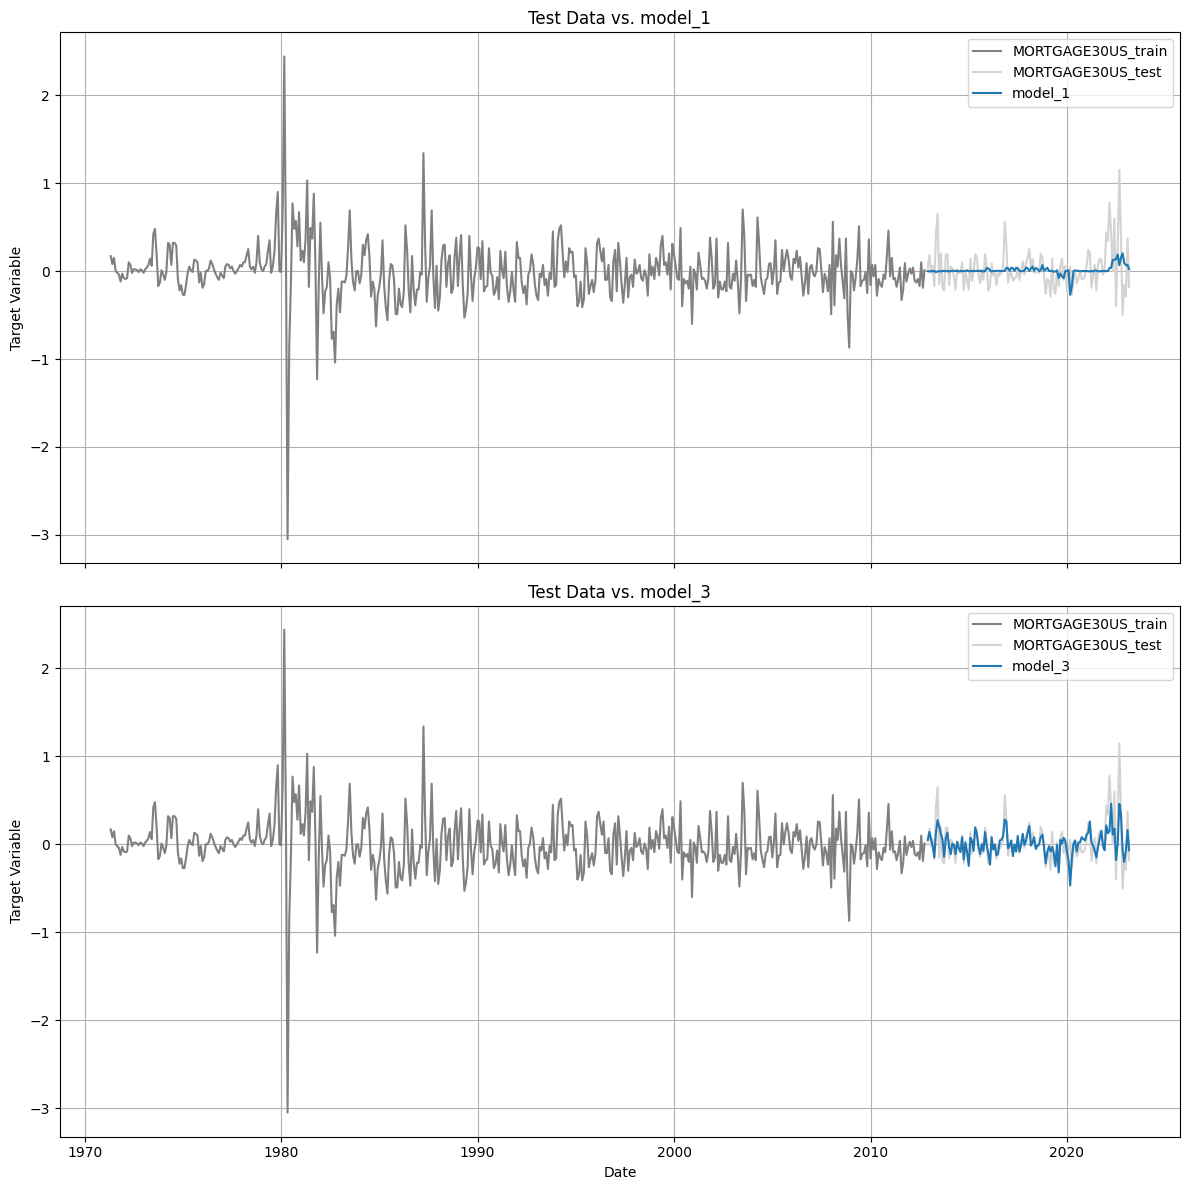 Test Data vs. model_1
MORTGAGE30US_train
MORTGAGE30US_test
model_1
2
1
0
−1
−2
−3
Target Variable
Test Data vs. model_3
MORTGAGE30US_train
MORTGAGE30US_test
model_3
2
1
0
−1
−2
−3
Target Variable
1970 1980 1990 2000 2010 2020
Date